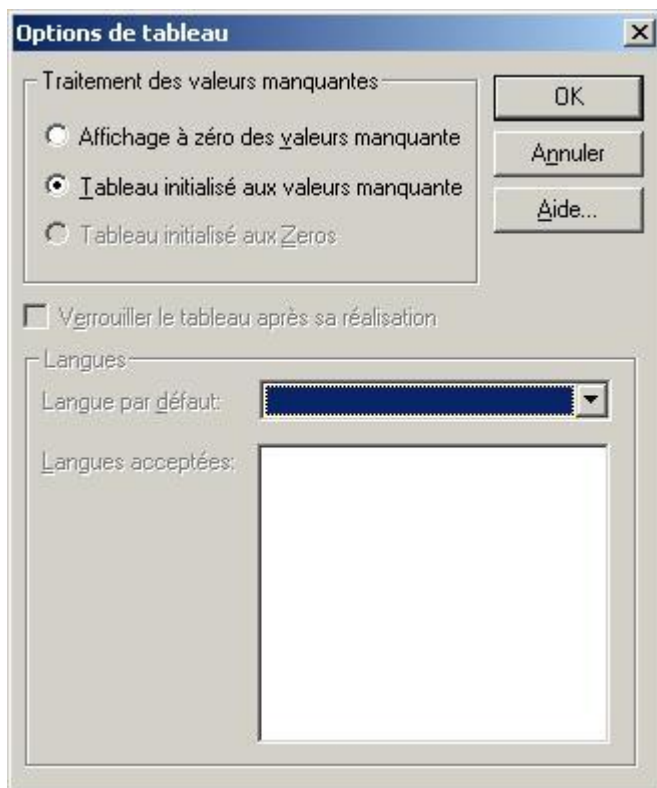 Options de tableau
Traitement des valeurs manquantes
OK
Affichage à zéro des valeurs manquante
Annuler
Tableau initialisé aux valeurs manquante
Aide...
Tableau initialisé aux Zeros
Verrouiller le tableau après sa réalisation
Langues
Langue par défaut:
Langues acceptées: